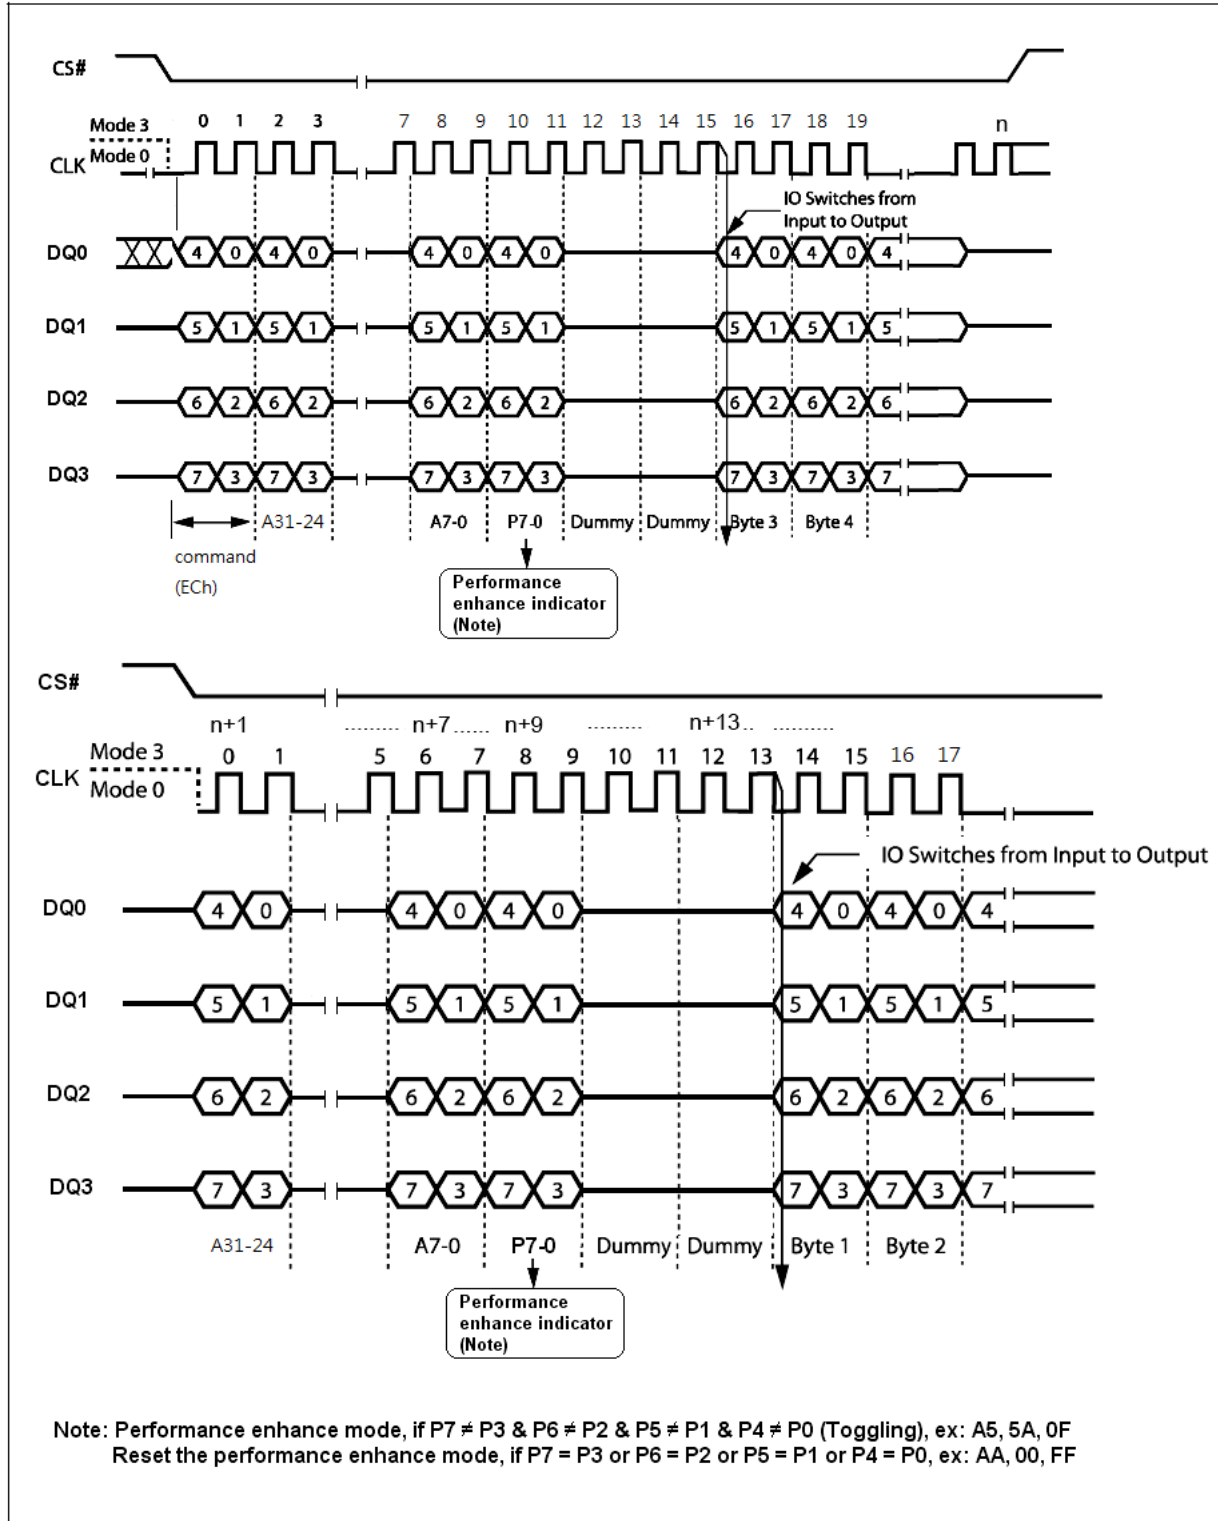 CS#
Mode 3
0 1 2 3 7 8 9 10 11 12 13 14 15 16 17 18 19 n
Mode 0
CLK
IO Switches from
Input to Output
DQ0 4 0 4 0 4 0 4 0 4 0 4 0 4
DQ1 5 1 5 1 5 1 5 1 5 1 5 1 5
DQ2 6 2 6 2 6 2 6 2 6 2 6 2 6
DQ3 7 3 7 3 7 3 7 3 7 3 7 3 7
A31-24 A7-0 P7-0 Dummy Dummy Byte 3 Byte 4
command
(ECh)
Performance
enhance indicator
(Note)
CS#
n+1 ......... n+7 ...... n+9 .......... n+13 .. ..........
Mode 3
0 1 5 6 7 8 9 10 11 12 13 14 15 16 17
CLK
Mode 0
IO Switches from Input to Output
DQ0 4 0 4 0 4 0 4 0 4 0 4
DQ1 5 1 5 1 5 1 5 1 5 1 5
DQ2 6 2 6 2 6 2 6 2 6 2 6
DQ3 7 3 7 3 7 3 7 3 7 3 7
A31-24 A7-0 P7-0 Dummy Dummy Byte 1 Byte 2
Performance
enhance indicator
(Note)
Note: Performance enhance mode, if P7 ≠ P3 & P6 ≠ P2 & P5 ≠ P1 & P4 ≠ P0 (Toggling), ex: A5, 5A, 0F
Reset the performance enhance mode, if P7 = P3 or P6 = P2 or P5 = P1 or P4 = P0, ex: AA, 00, FF